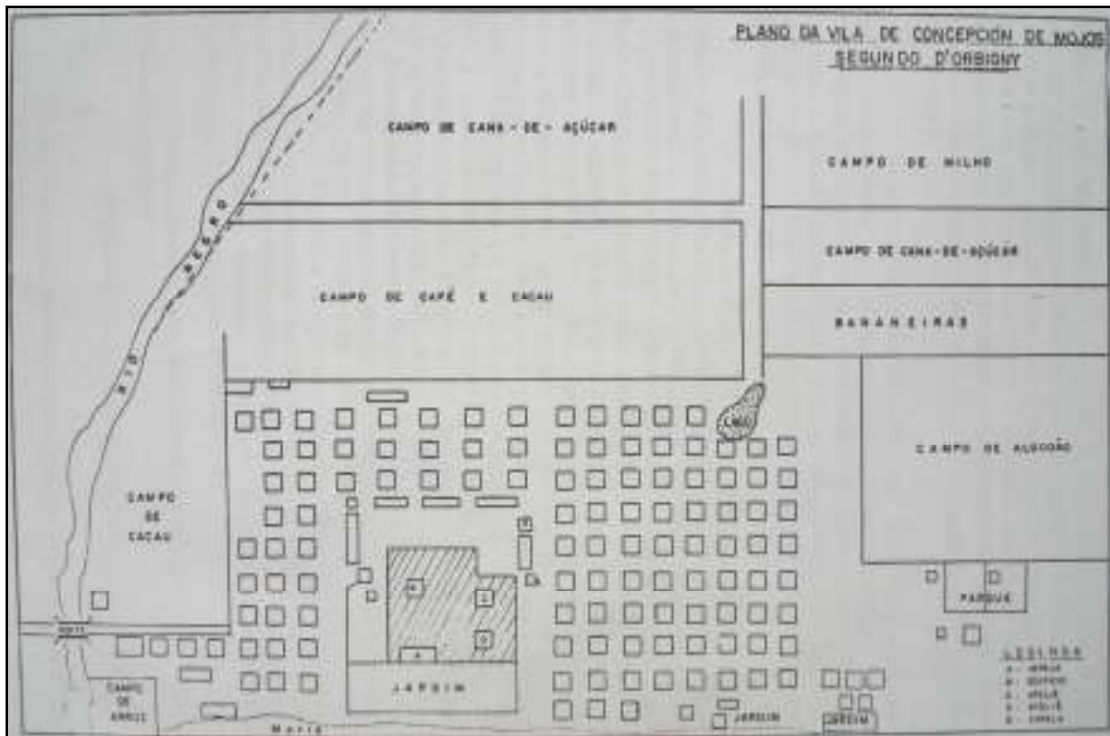 PLANO DA VILA DE CONCEPCIÓN DE MOJOS
SEGUNDO D'ORBIGNY
CAMPO DE CANA-DE-AÇÚCAR
CAMPO DE MILHO
RIO NEGRO
CAMPO DE CANA-DE-AÇÚCAR
CAMPO DE CAFÉ E CACAU
BANANEIRAS
LAGO
CAMPO DE ALGODÃO
CAMPO
DE
CACAU
PARQUE
PONTE
JARDIM
LEGENDA
CAMPO
DE
ARROZ
JARDIM
JARDIM